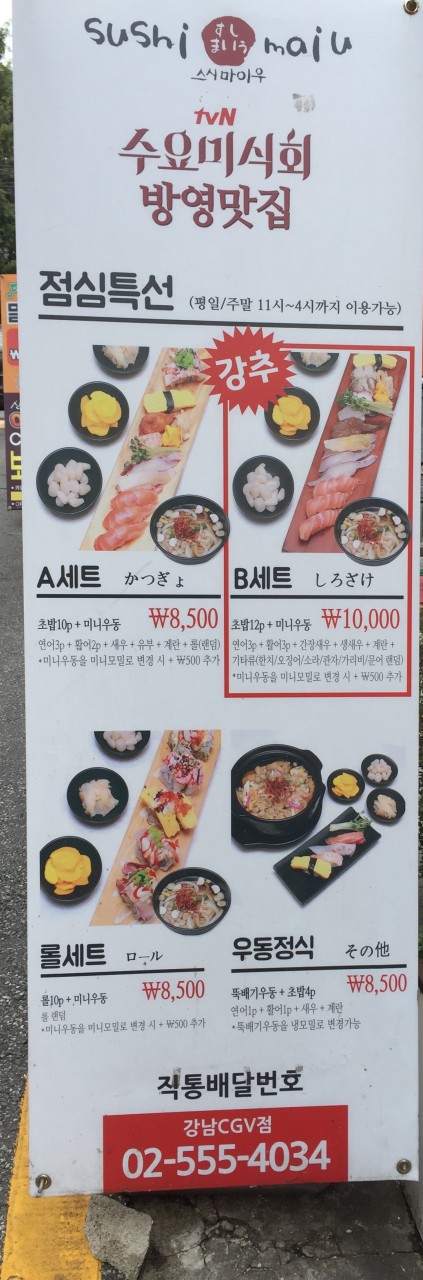 sushi すし まいう maiu
스시마이우
tvN
수요미식회
방영맛집
점심특선 (평일/주말 11시~4시까지 이용가능)
강추
A세트 かつぎょ
초밥10p + 미니우동 ₩8,500
연어3p + 활어2p + 새우 + 유부 + 계란 + 롤(랜덤)
*미니우동을 미니모밀로 변경 시 + ₩500 추가
B세트 しろざけ
초밥12p + 미니우동 ₩10,000
연어3p + 활어3p + 간장새우 + 생새우 + 계란 +
기타류(한치/오징어/소라/관자/가리비/문어 랜덤)
*미니우동을 미니모밀로 변경 시 + ₩500 추가
롤세트 ロール
롤10p + 미니우동 ₩8,500
롤 랜덤
*미니우동을 미니모밀로 변경 시 + ₩500 추가
우동정식 その他
뚝배기우동 + 초밥4p ₩8,500
연어1p + 활어1p + 새우 + 계란
*뚝배기우동을 냉모밀로 변경가능
직통배달번호
강남CGV점
02-555-4034